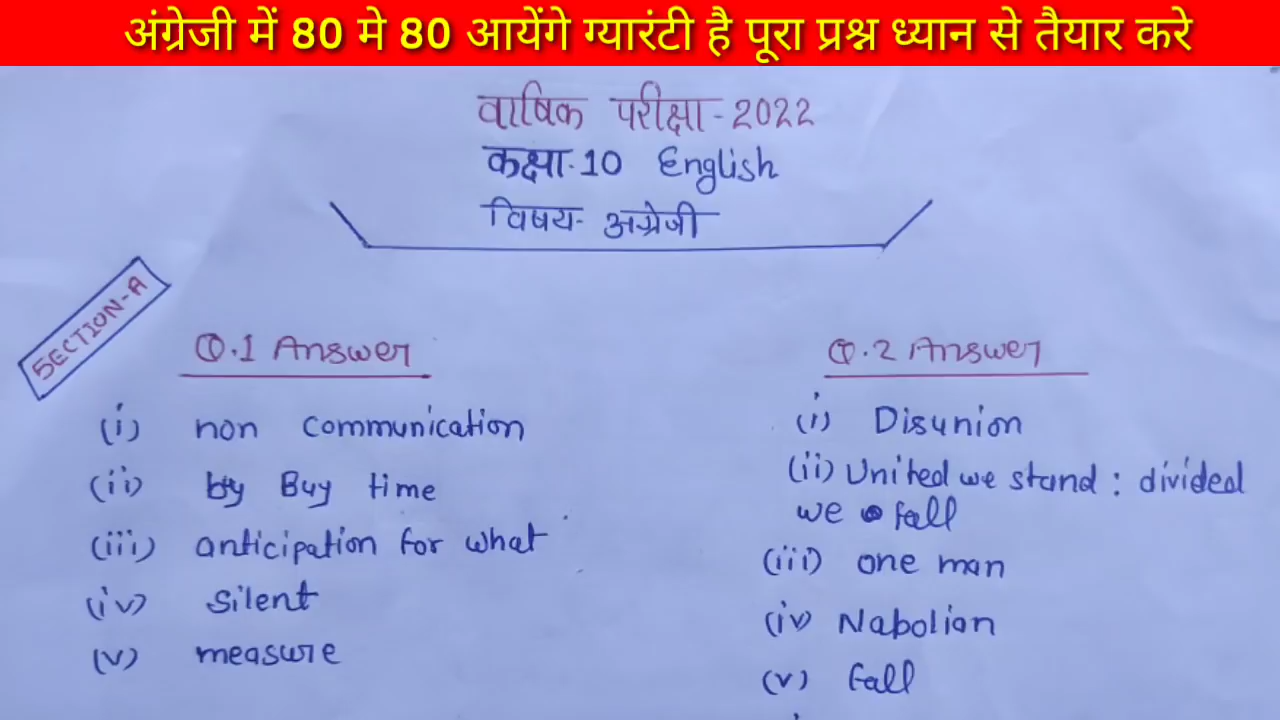 अंग्रेजी में 80 मे 80 आयेंगे ग्यारंटी है पूरा प्रश्न ध्यान से तैयार करे
वार्षिक परीक्षा-2022
कक्षा-10 English
विषय- अंग्रेजी
SECTION-A
Q.1 Answer
(i) non communication
(ii) by Buy time
(iii) anticipation for what
(iv) silent
(v) measure
Q.2 Answer
(i) Disunion
(ii) United we stand : divided
we fall
(iii) one man
(iv) Nabolian
(v) fall